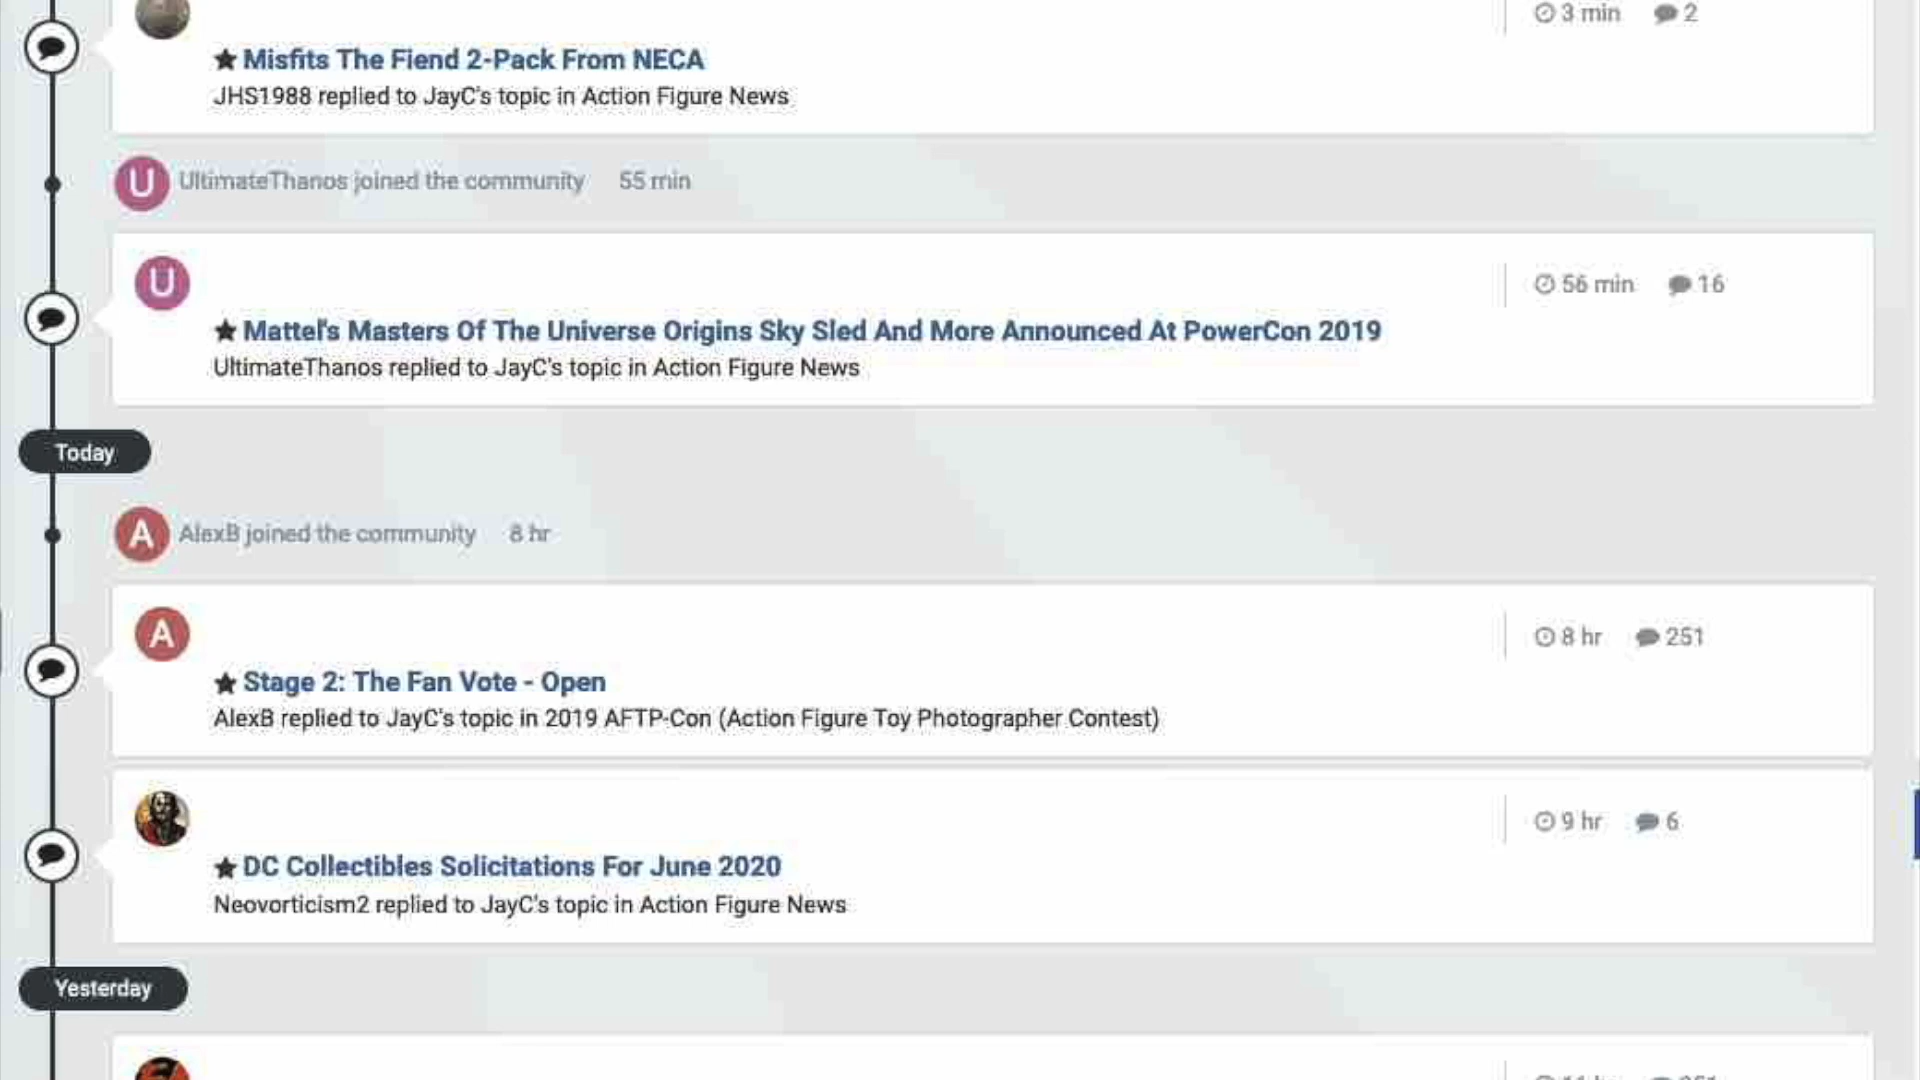 3 min 2
Misfits The Fiend 2-Pack From NECA
JHS1988 replied to JayC's topic in Action Figure News
U UltimateThanos joined the community 55 min
U
56 min 16
Mattel's Masters Of The Universe Origins Sky Sled And More Announced At PowerCon 2019
UltimateThanos replied to JayC's topic in Action Figure News
Today
A AlexB joined the community 8 hr
A
8 hr 251
Stage 2: The Fan Vote - Open
AlexB replied to JayC's topic in 2019 AFTP-Con (Action Figure Toy Photographer Contest)
9 hr 6
DC Collectibles Solicitations For June 2020
Neovorticism2 replied to JayC's topic in Action Figure News
Yesterday